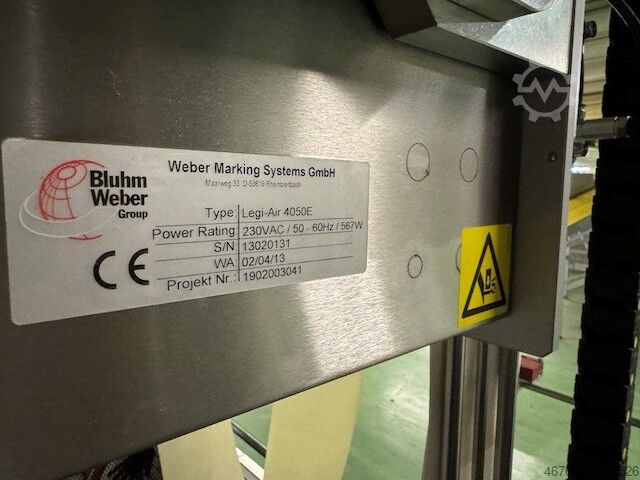 Bluhm
Weber
Group
Weber Marking Systems GmbH
Maarweg 33 D-53619 Rheinbreitbach
Type: Legi-Air 4050E
Power Rating: 230VAC / 50 - 60Hz / 567W
S/N: 13020131
WA: 02/04/13
Projekt Nr.: 1902003041
CE